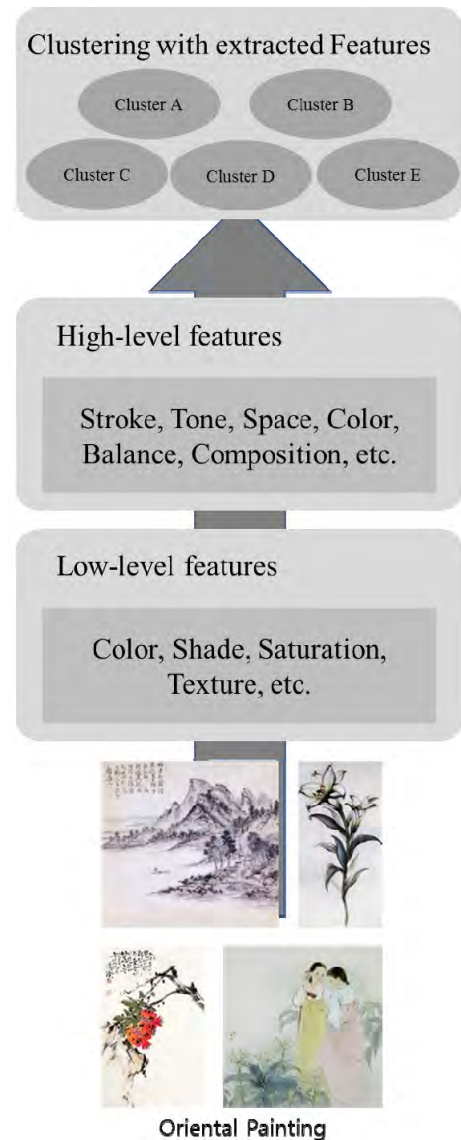 Clustering with extracted Features
Cluster A
Cluster B
Cluster C
Cluster D
Cluster E
High-level features
Stroke, Tone, Space, Color,
Balance, Composition, etc.
Low-level features
Color, Shade, Saturation,
Texture, etc.
Oriental Painting